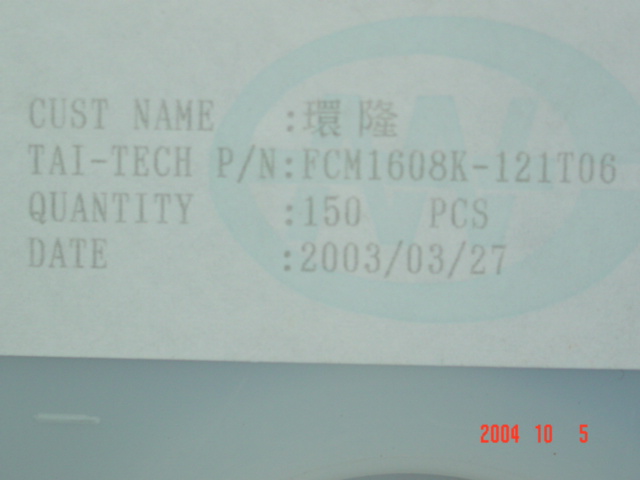 CUST NAME :環隆
TAI-TECH P/N:FCM1608K-121T06
QUANTITY :150 PCS
DATE :2003/03/27
2004 10 5